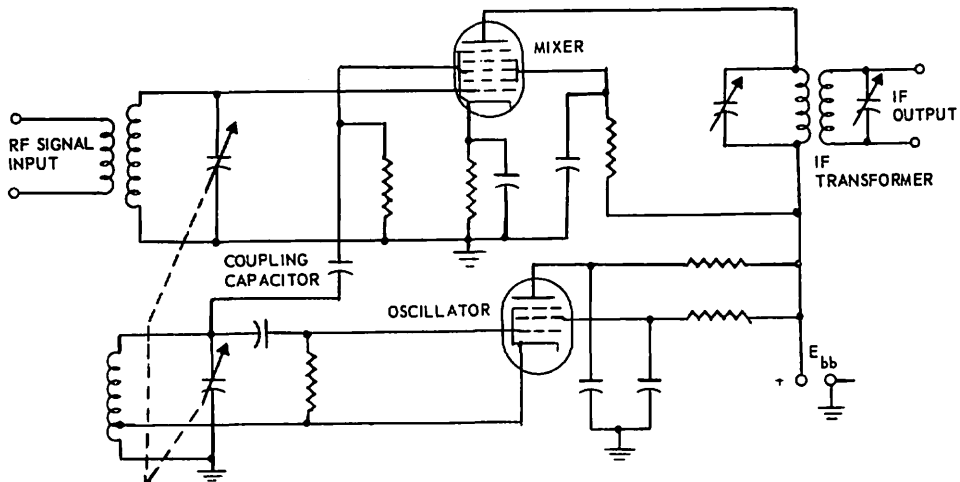 MIXER
RF SIGNAL
INPUT
IF
OUTPUT
IF
TRANSFORMER
COUPLING
CAPACITOR
OSCILLATOR
E bb
+